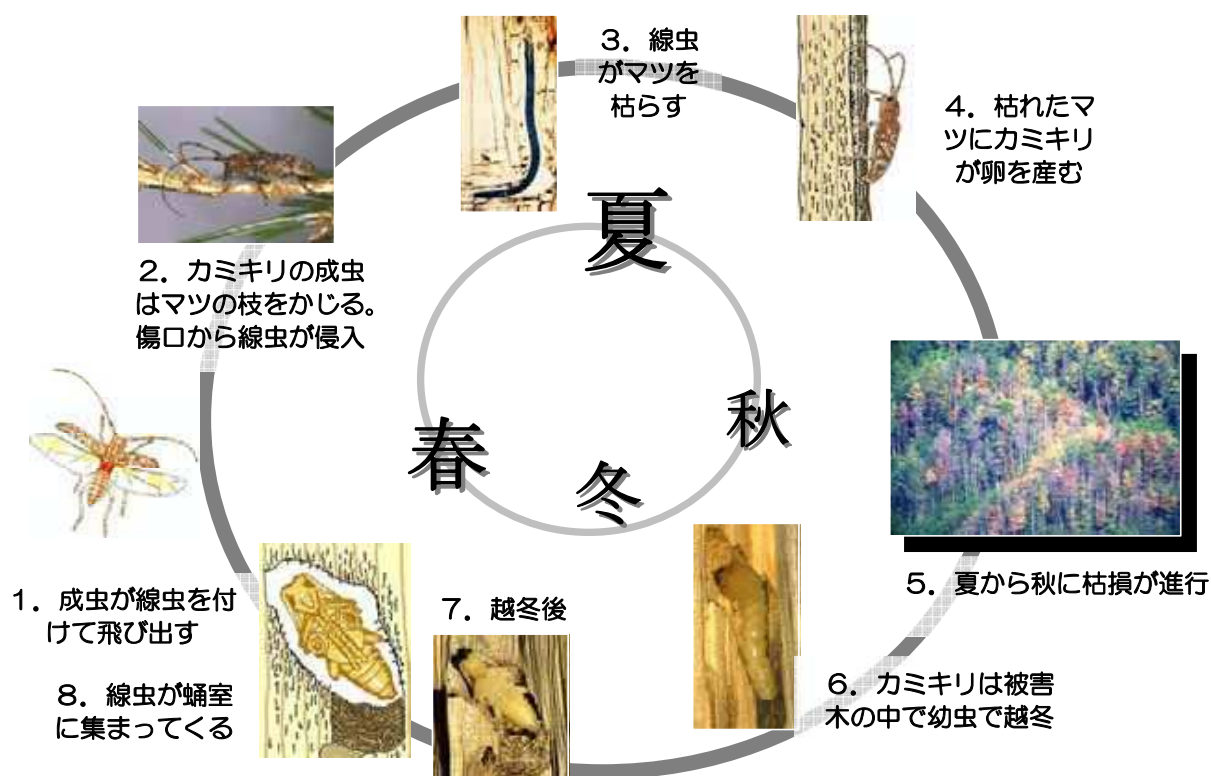 1．成虫が線虫を付
けて飛び出す
2．カミキリの成虫
はマツの枝をかじる。
傷口から線虫が侵入
3．線虫
がマツを
枯らす
4．枯れたマ
ツにカミキリ
が卵を産む
5．夏から秋に枯損が進行
6．カミキリは被害
木の中で幼虫で越冬
7．越冬後
8．線虫が蛹室
に集まってくる
春
夏
秋
冬